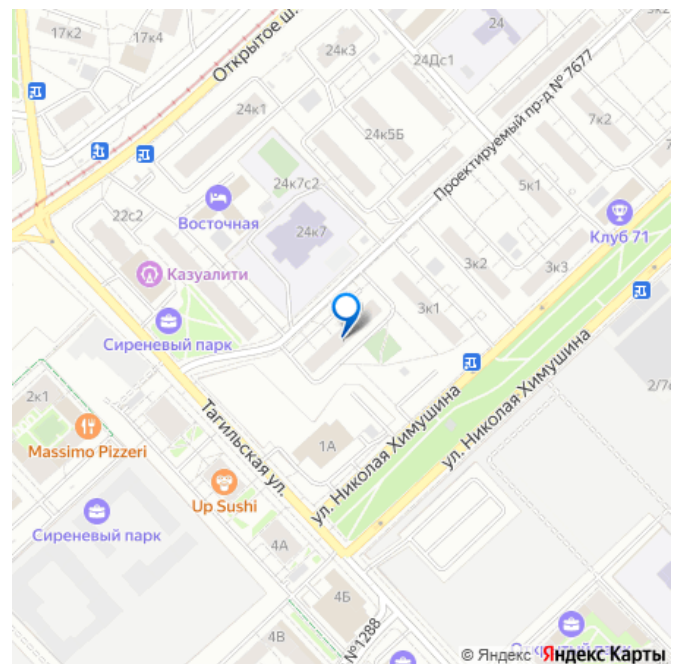 17к2
17к4
Открытое ш.
24к3
24
24Дс1
Проектируемый пр-д № 7677
7к2
24к1
24к5Б
5к1
24к7с2
Восточная
22с2
24к7
Клуб 71
Казуалити
3к2
3к3
Сиреневый парк
3к1
2к1
Тагильская ул.
2/7
Massimo Pizzeri
1А
ул. Николая Химушина
ул. Николая Химушина
Up Sushi
Сиреневый парк
4А
4Б
4В
№1288
© Яндекс Яндекс Карты